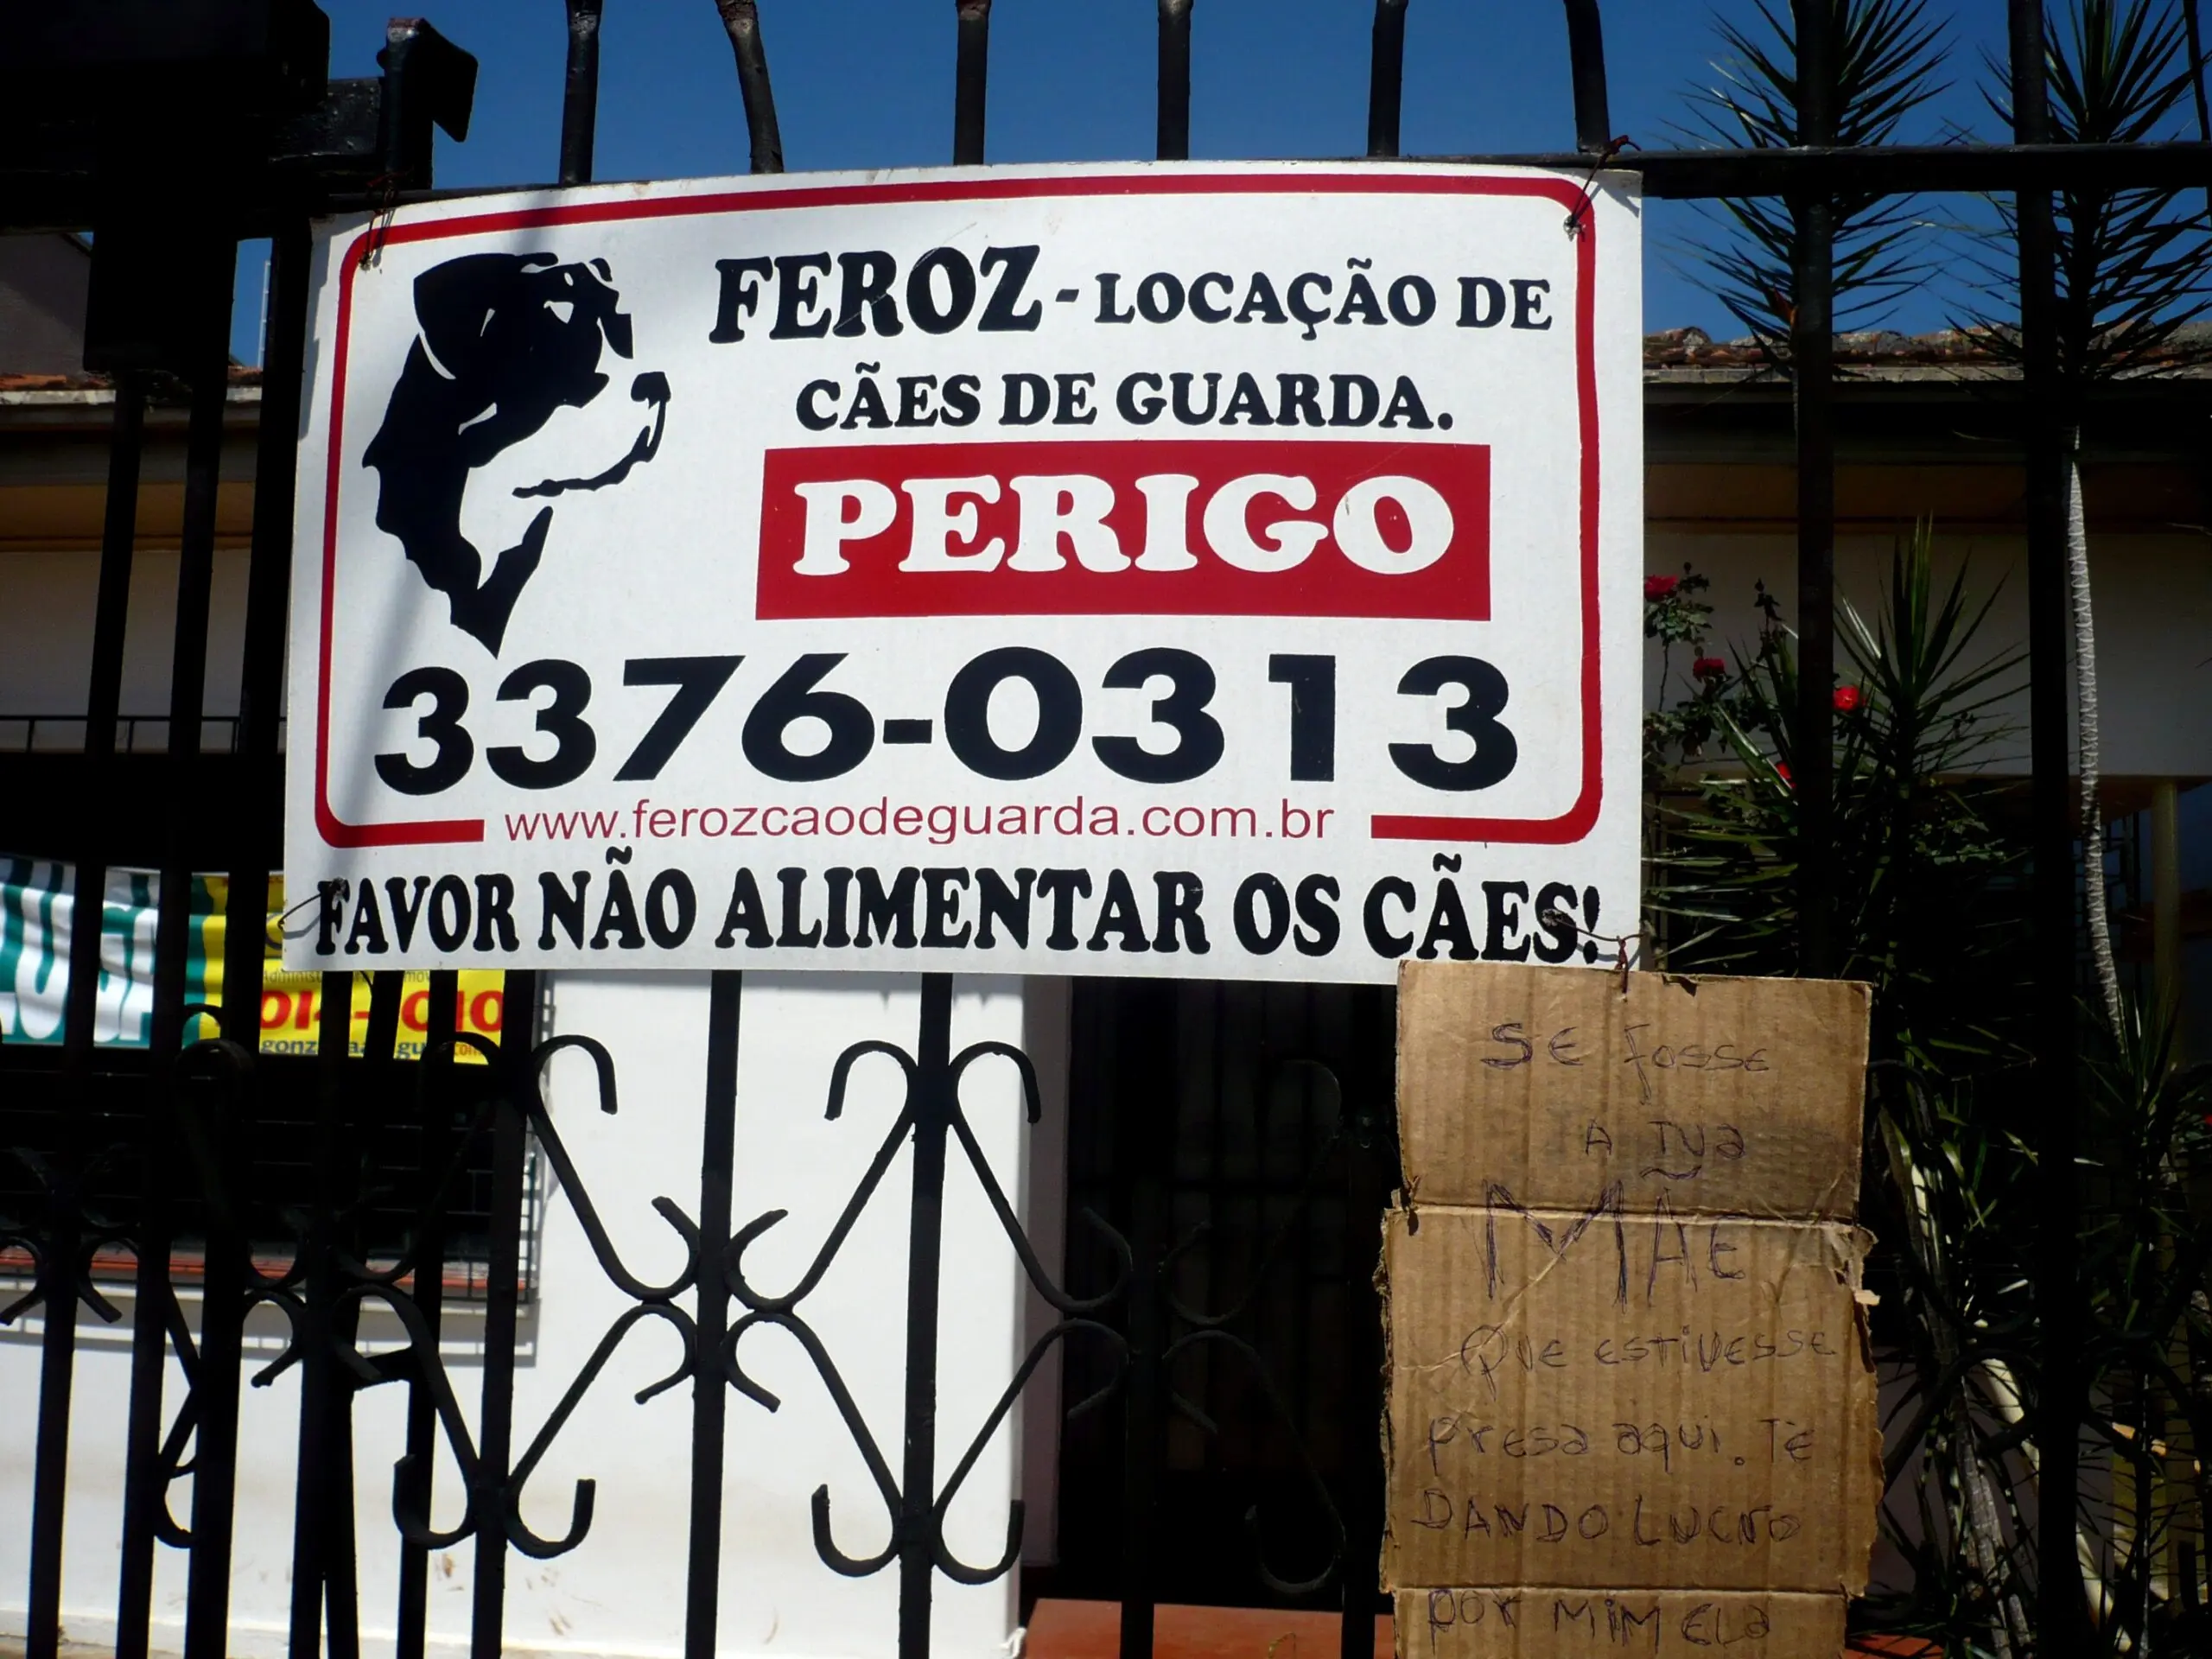 FEROZ - LOCAÇÃO DE
CÃES DE GUARDA.
PERIGO
3376-0313
www.ferozcaodeguarda.com.br
FAVOR NÃO ALIMENTAR OS CÃES!
SE fosse
A TUA
MÃE
QUE ESTIVESSE
presa aqui. TE
DANDO LUCRO
por MIM ELA